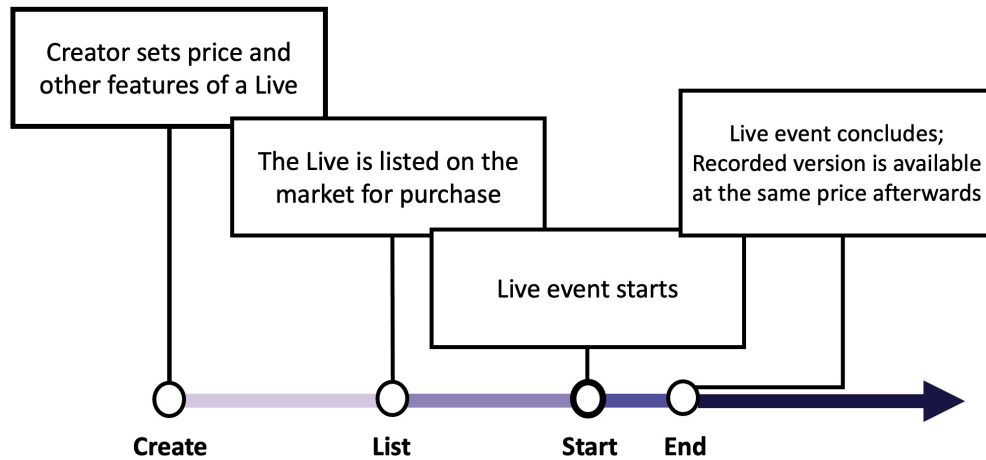 Creator sets price and
other features of a Live
The Live is listed on the
market for purchase
Live event starts
Live event concludes;
Recorded version is available
at the same price afterwards
Create
List
Start
End